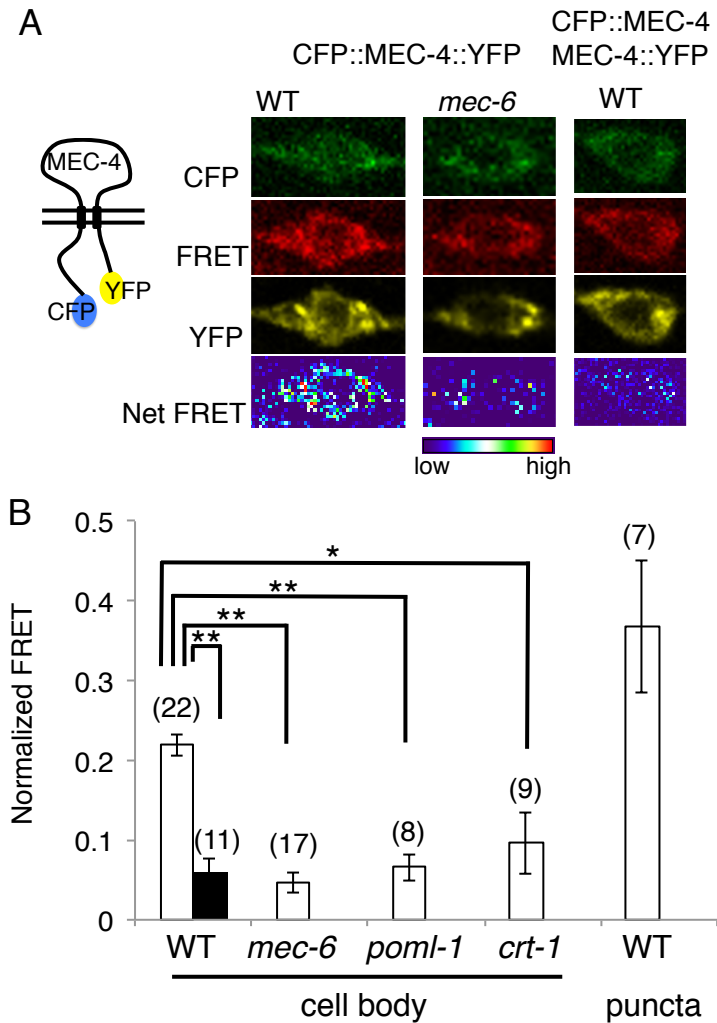 A
CFP::MEC-4::YFP
CFP::MEC-4
MEC-4::YFP
WT
mec-6
WT
MEC-4
CFP
YFP
CFP
FRET
YFP
Net FRET
low
high
B
Normalized FRET
0.5
0.4
0.3
0.2
0.1
0
*
**
**
**
(22)
(11)
(17)
(8)
(9)
(7)
WT
mec-6
poml-1
crt-1
WT
cell body
puncta